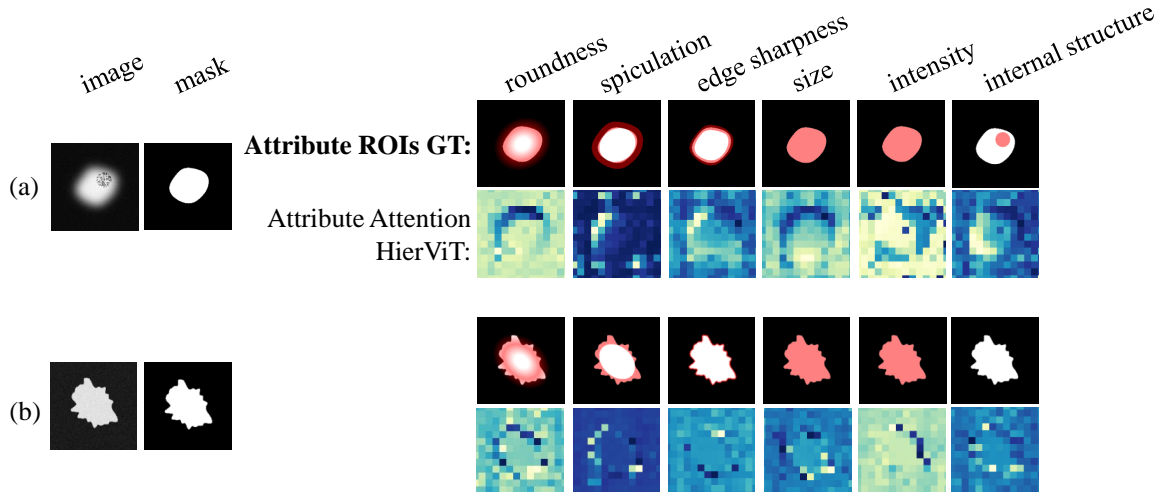 image mask roundness spiculation edge sharpness size intensity internal structure
Attribute ROIs GT:
(a)
Attribute Attention
HierViT:
(b)